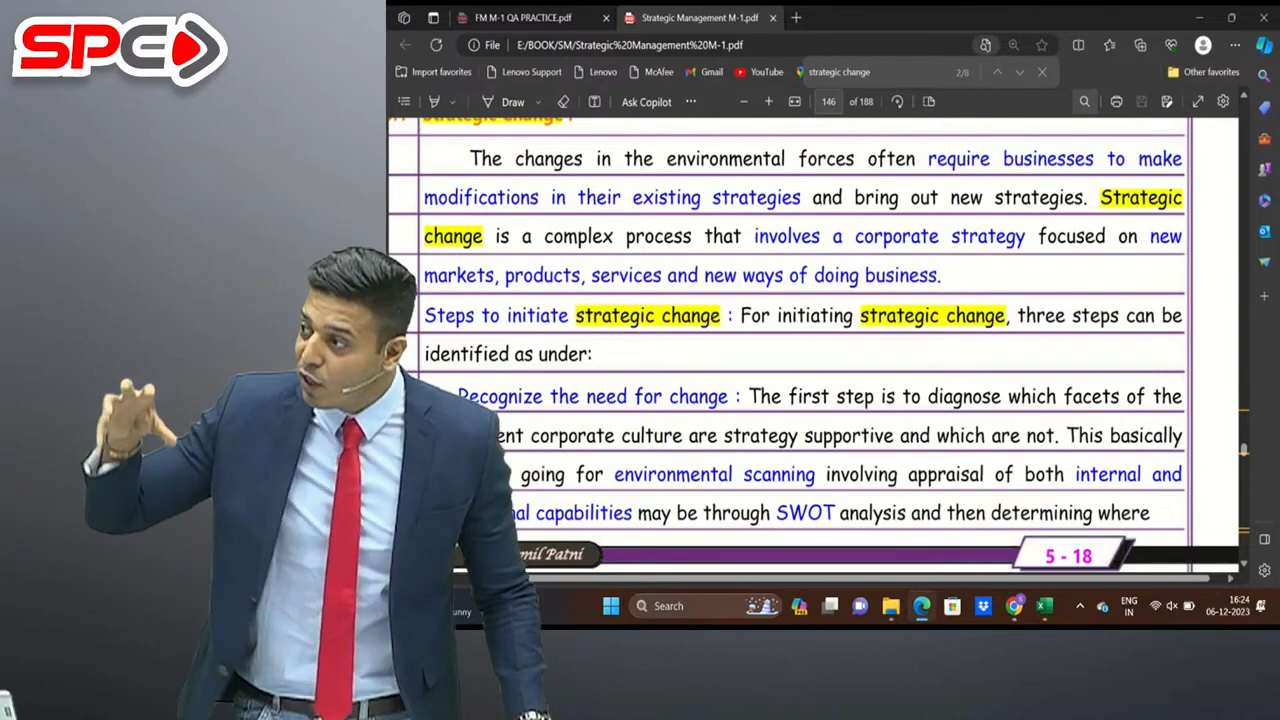 SPC
FM M-1 QA PRACTICE.pdf
Strategic Management M-1.pdf
File
E:/BOOK/SM/Strategic%20Management%20M-1.pdf
Import favorites
Lenovo Support
Lenovo
McAfee
Gmail
YouTube
strategic change
2/8
Other favorites
Draw
Ask Copilot
146 of 188
Strategic Change :
The changes in the environmental forces often require businesses to make
modifications in their existing strategies and bring out new strategies. Strategic
change is a complex process that involves a corporate strategy focused on new
markets, products, services and new ways of doing business.
Steps to initiate strategic change : For initiating strategic change, three steps can be
identified as under:
Recognize the need for change : The first step is to diagnose which facets of the
corporate culture are strategy supportive and which are not. This basically
going for environmental scanning involving appraisal of both internal and
capabilities may be through SWOT analysis and then determining where
Patni
5 - 18
unny
Search
ENG
IN
16:24
06-12-2023